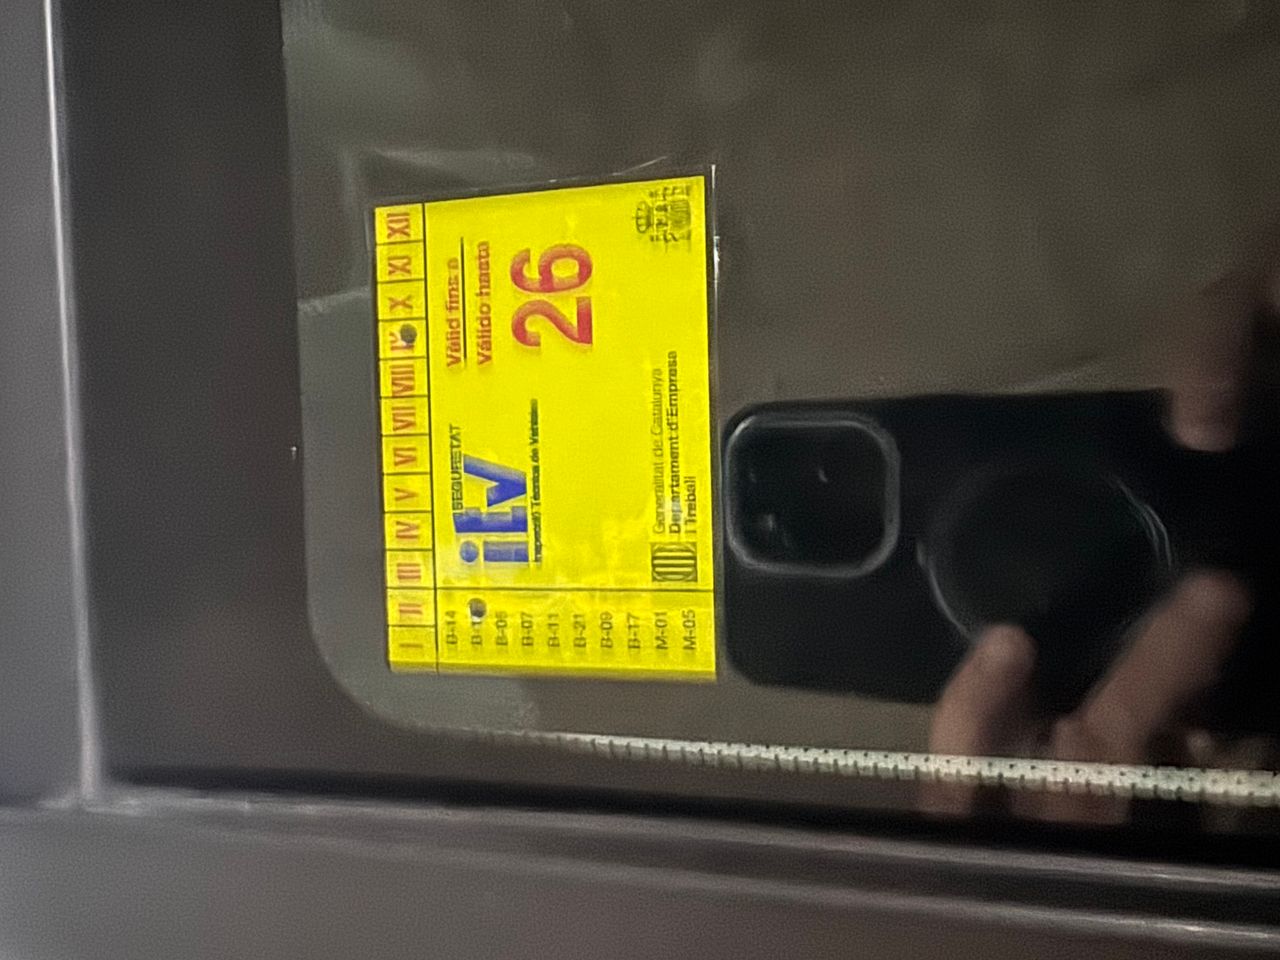 I II III IV V VI VII VIII IX X XI XII
SEGURETAT
itv
Inspecció Tècnica de Vehicles
Vàlid fins a
Válido hasta
26
Generalitat de Catalunya
Departament d'Empresa
i Treball
B-14
B-07
B-11
B-21
B-09
B-17
M-01
M-05